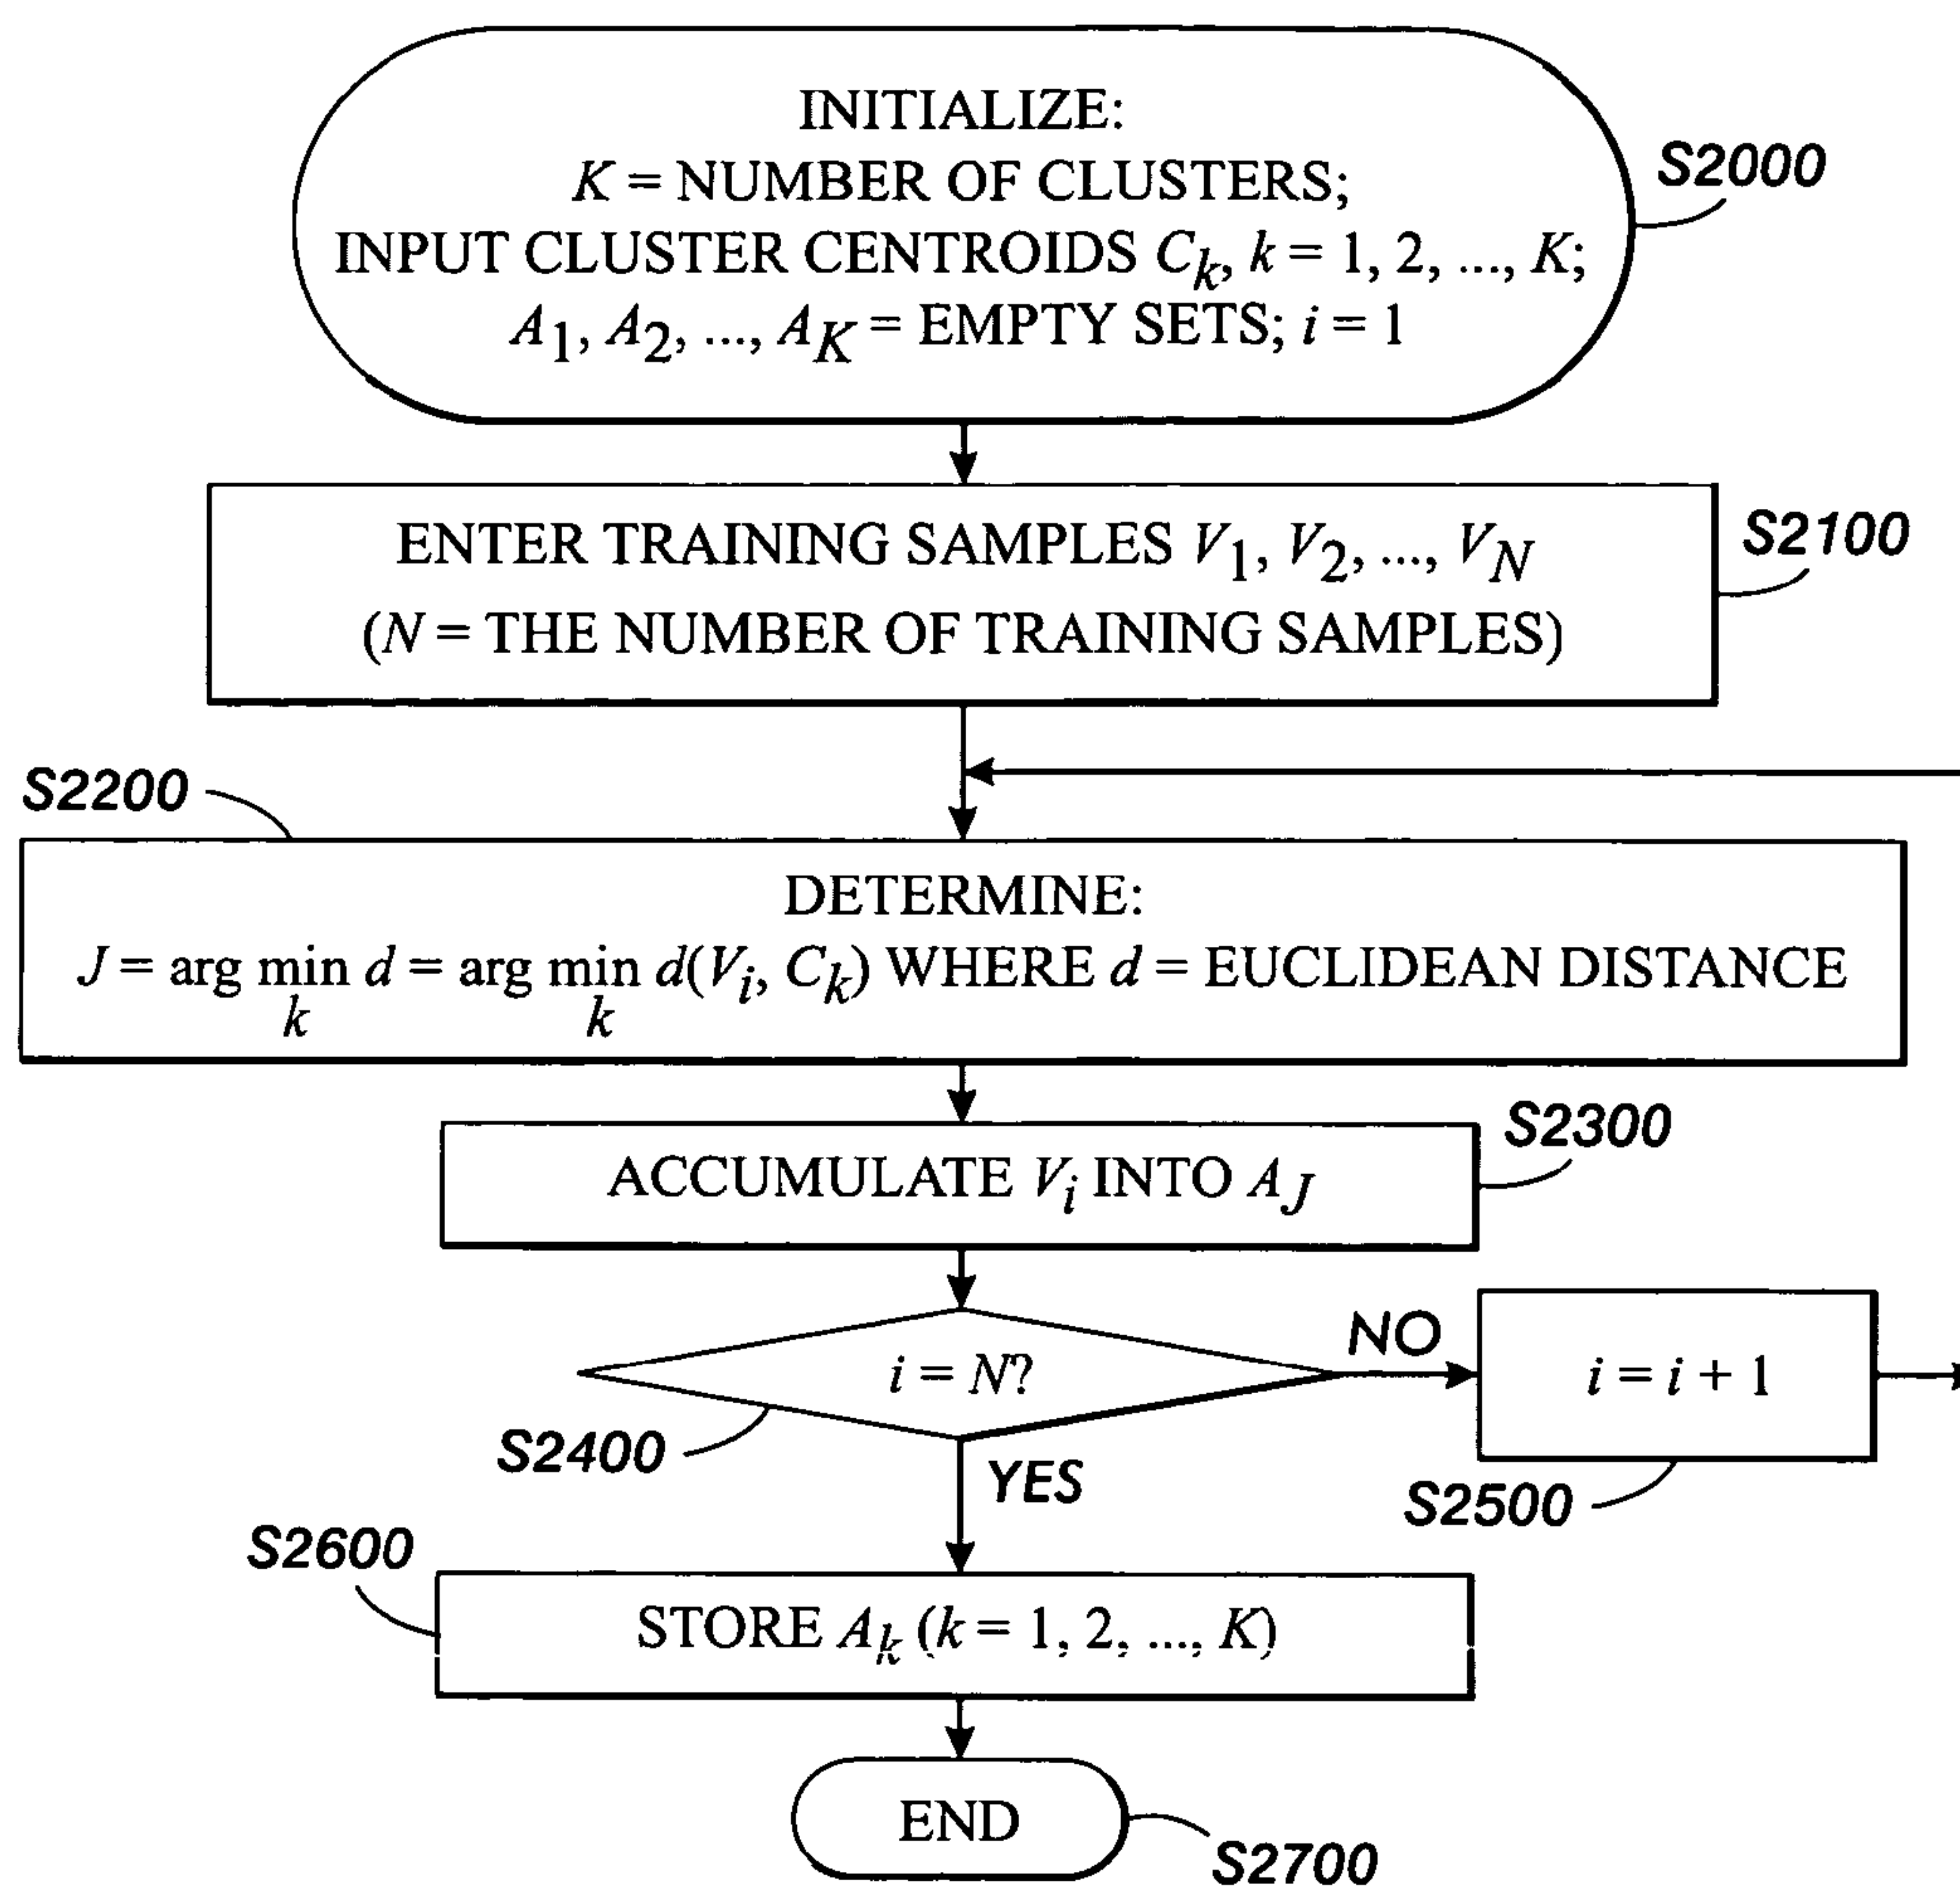 INITIALIZE:
K = NUMBER OF CLUSTERS;
INPUT CLUSTER CENTROIDS Ck, k = 1, 2, ..., K;
A1, A2, ..., AK = EMPTY SETS; i = 1
S2000
ENTER TRAINING SAMPLES V1, V2, ..., VN
(N = THE NUMBER OF TRAINING SAMPLES)
S2100
S2200
DETERMINE:
J = arg min d = arg min d(Vi, Ck) WHERE d = EUCLIDEAN DISTANCE
k k
S2300
ACCUMULATE Vi INTO AJ
i = N?
NO
i = i + 1
S2400
YES
S2500
S2600
STORE Ak (k = 1, 2, ..., K)
END
S2700